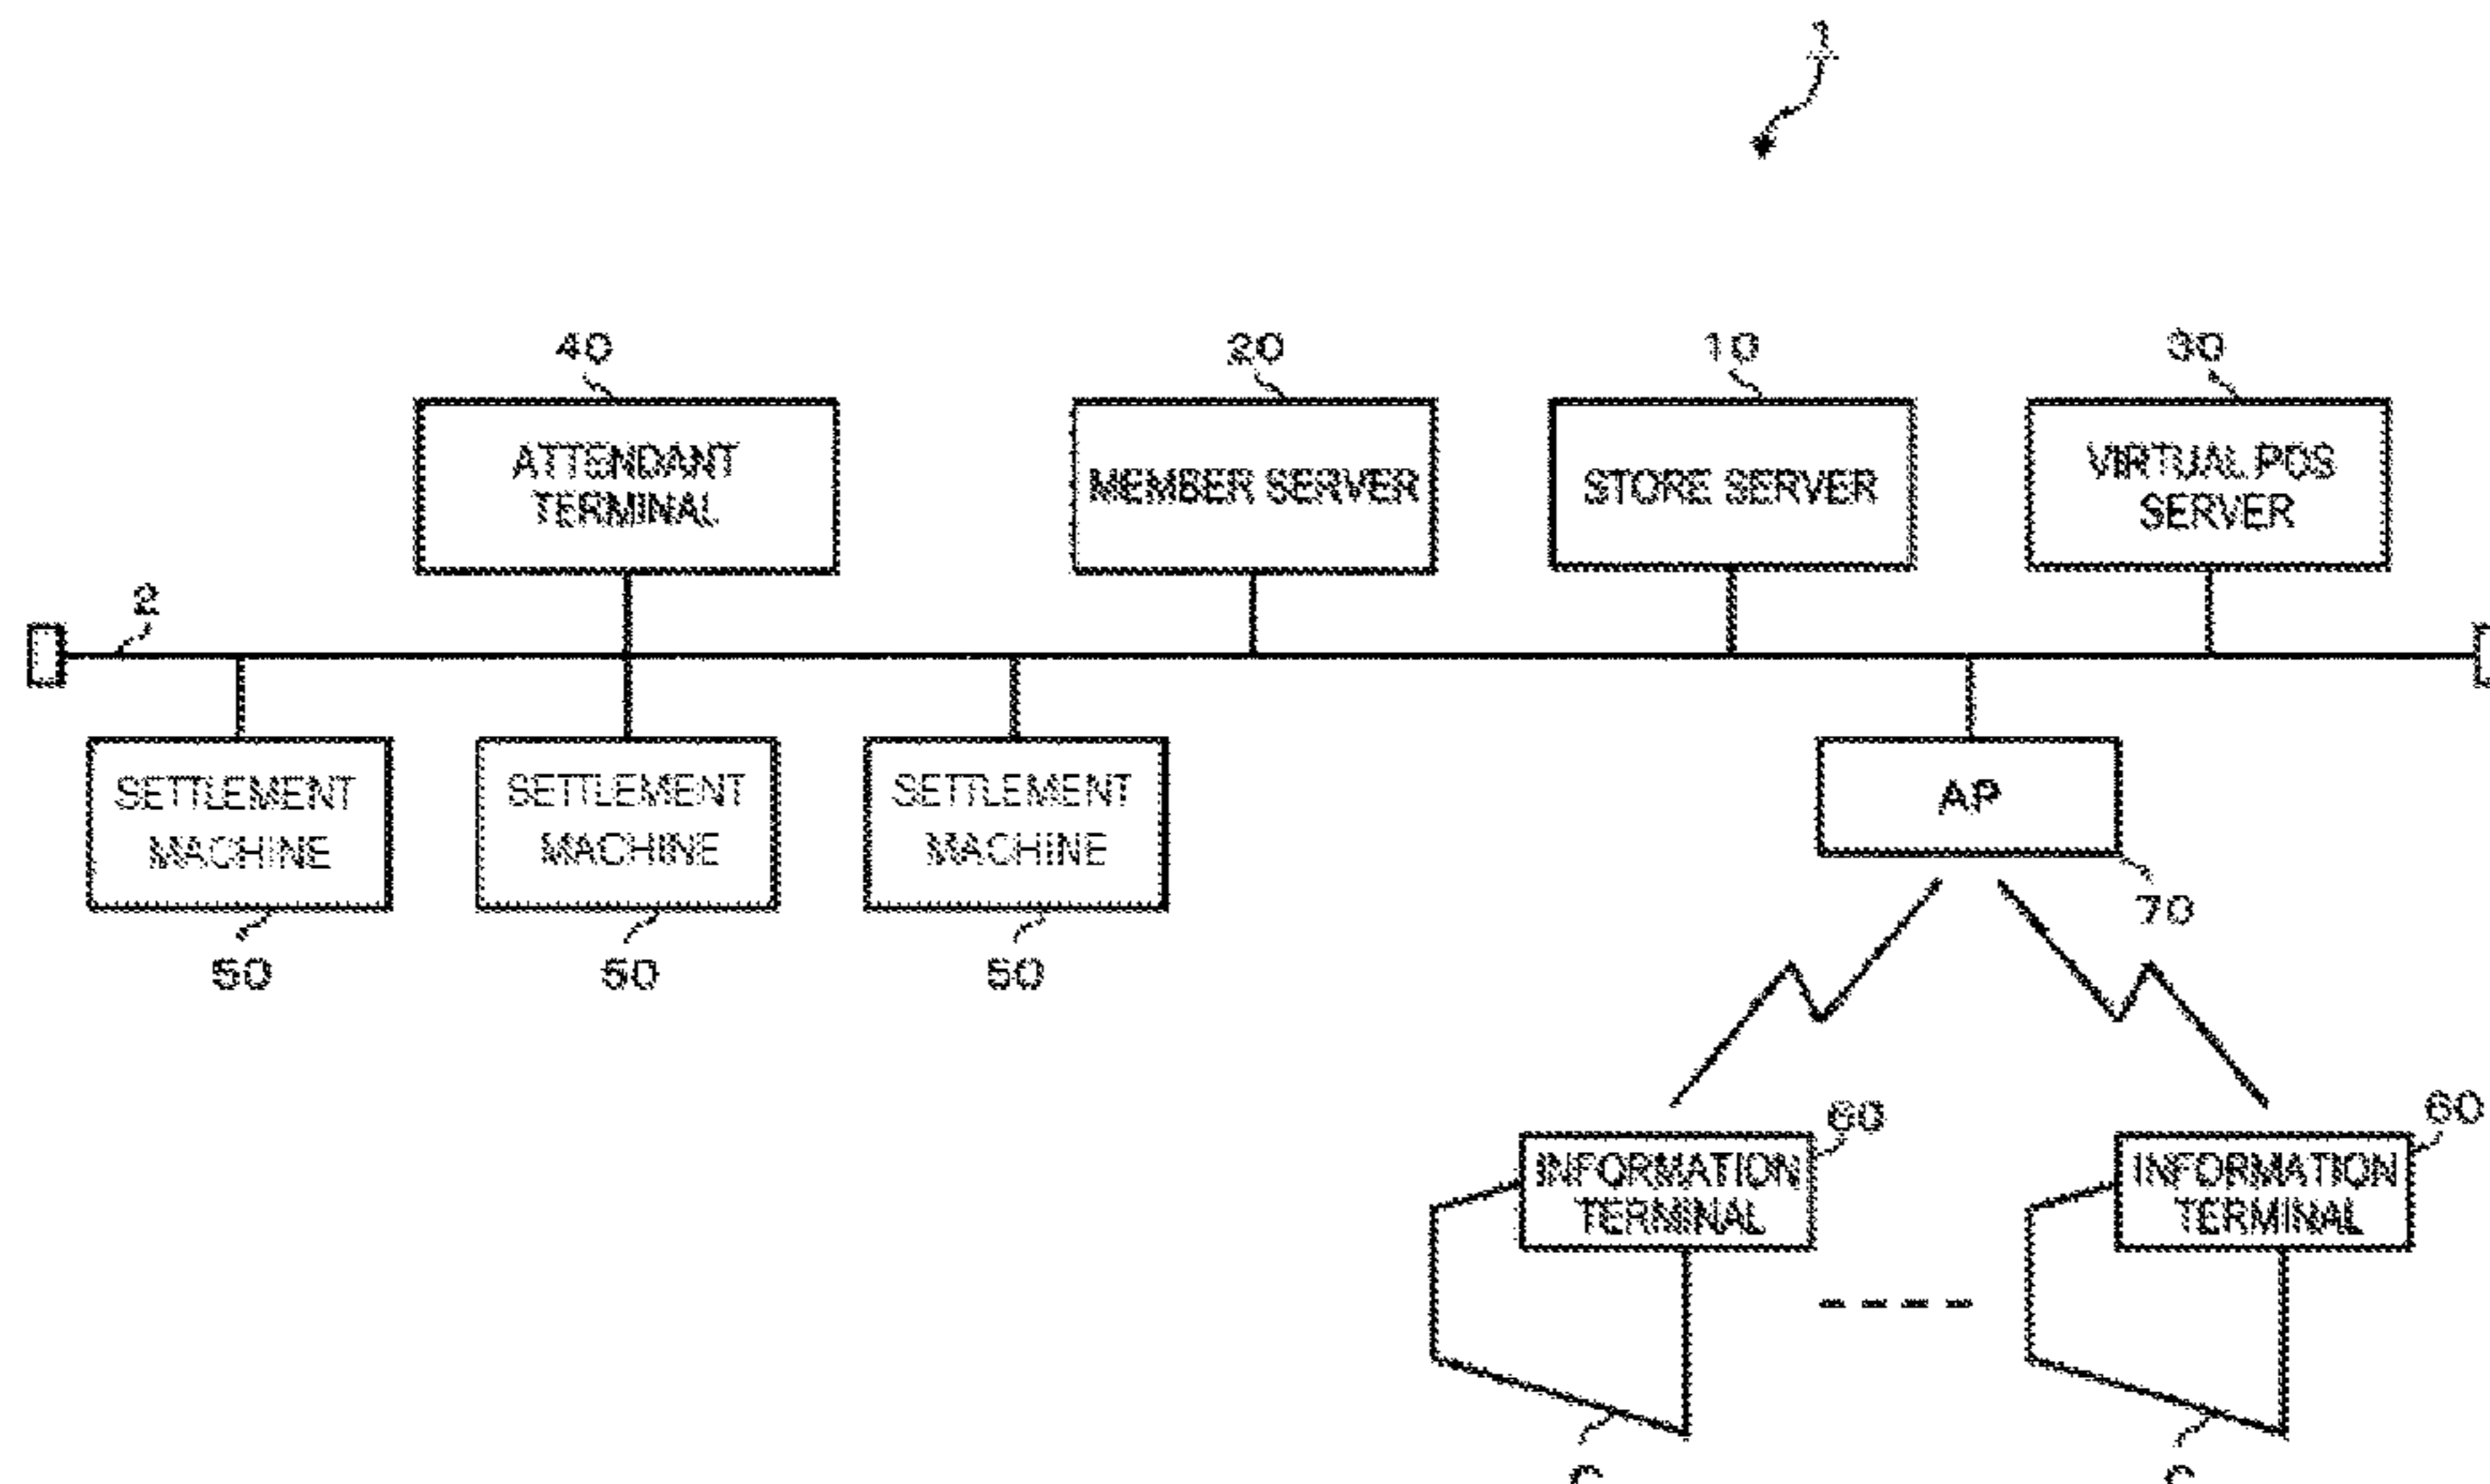 1
40
20
10
30
ATTENDANT
TERMINAL
MEMBER SERVER
STORE SERVER
VIRTUAL POS
SERVER
2
SETTLEMENT
MACHINE
SETTLEMENT
MACHINE
SETTLEMENT
MACHINE
AP
70
50
50
50
60
60
INFORMATION
TERMINAL
INFORMATION
TERMINAL